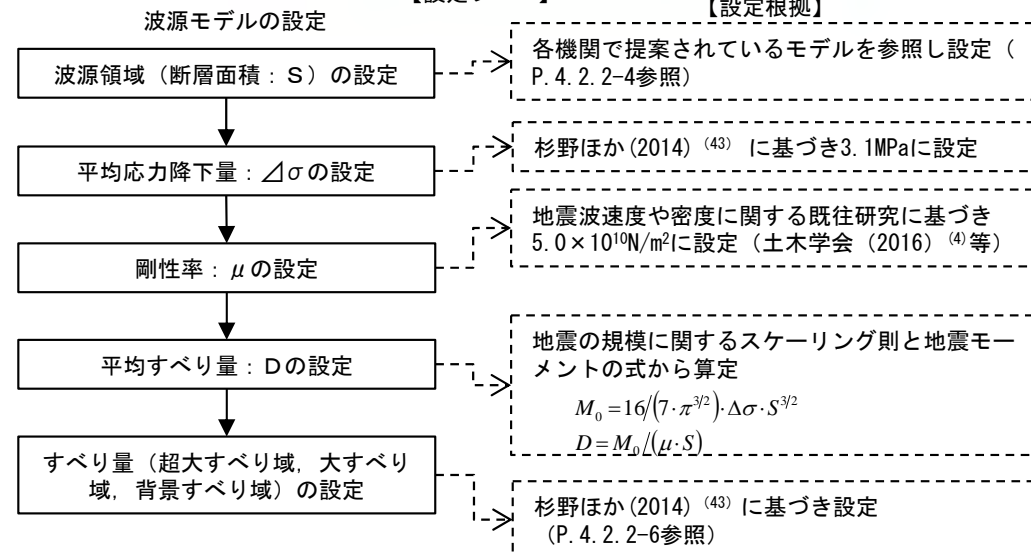 【設定根拠】
波源モデルの設定
波源領域（断層面積：S）の設定
各機関で提案されているモデルを参照し設定（
P.4.2.2-4参照）
平均応力降下量：⊿σの設定
杉野ほか(2014)⁽⁴³⁾ に基づき3.1MPaに設定
剛性率：μの設定
地震波速度や密度に関する既往研究に基づき
5.0×10¹⁰N/m²に設定（土木学会（2016）⁽⁴⁾等）
平均すべり量：Dの設定
地震の規模に関するスケーリング則と地震モー
メントの式から算定
M₀=16/(7・π^{3/2})・Δσ・S^{3/2}
D=M₀/(μ・S)
すべり量（超大すべり域，大すべり
域，背景すべり域）の設定
杉野ほか(2014)⁽⁴³⁾ に基づき設定
（P.4.2.2-6参照）